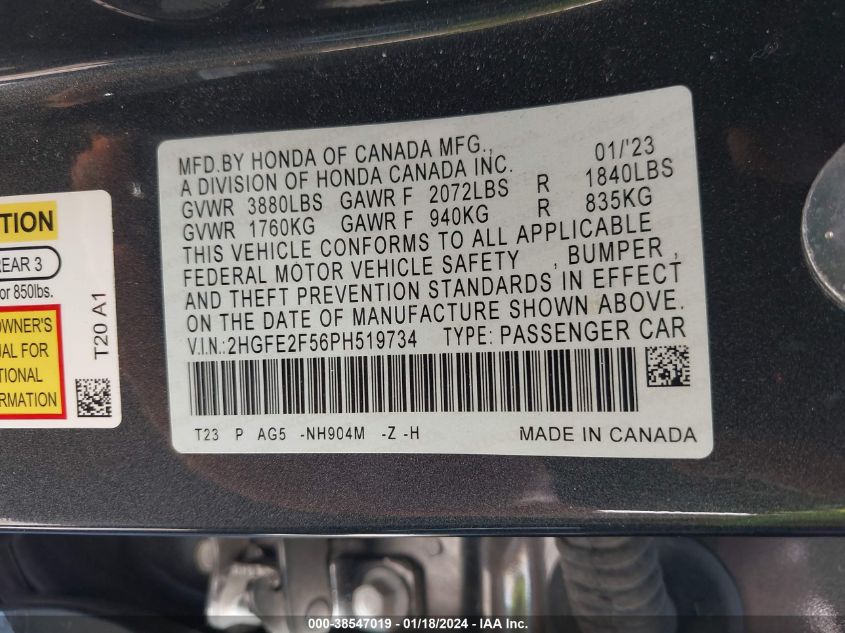 MFD.BY HONDA OF CANADA MFG., 01/'23
A DIVISION OF HONDA CANADA INC.
GVWR 3880LBS GAWR F 2072LBS R 1840LBS
GVWR 1760KG GAWR F 940KG R 835KG
THIS VEHICLE CONFORMS TO ALL APPLICABLE
FEDERAL MOTOR VEHICLE SAFETY , BUMPER ,
AND THEFT PREVENTION STANDARDS IN EFFECT
ON THE DATE OF MANUFACTURE SHOWN ABOVE.
V.I.N.:2HGFE2F56PH519734 TYPE: PASSENGER CAR
T23 P AG5 -NH904M -Z -H MADE IN CANADA
TION
REAR 3
or 850lbs.
OWNER'S
UAL FOR
TIONAL
ORMATION
T20 A1
000-38547019 - 01/18/2024 - IAA Inc.